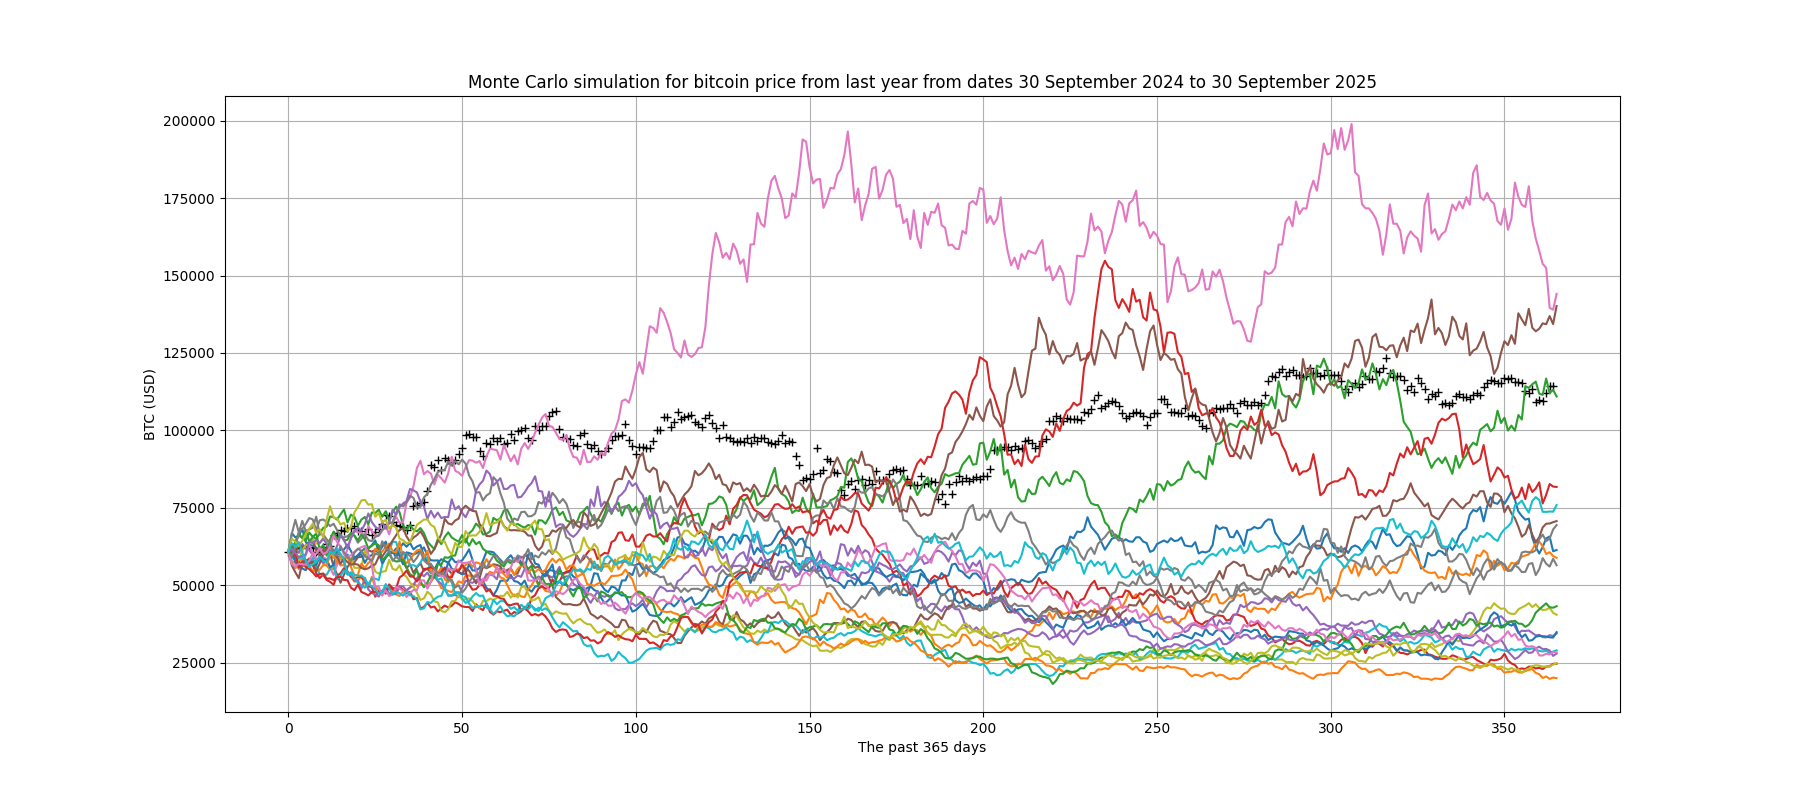 Monte Carlo simulation for bitcoin price from last year from dates 30 September 2024 to 30 September 2025
200000
175000
150000
125000
100000
75000
50000
25000
BTC (USD)
0 50 100 150 200 250 300 350
The past 365 days